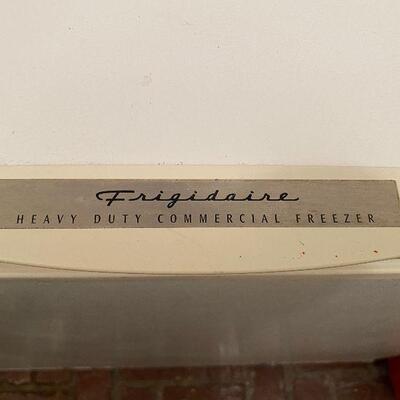 Frigidaire
HEAVY DUTY COMMERCIAL FREEZER